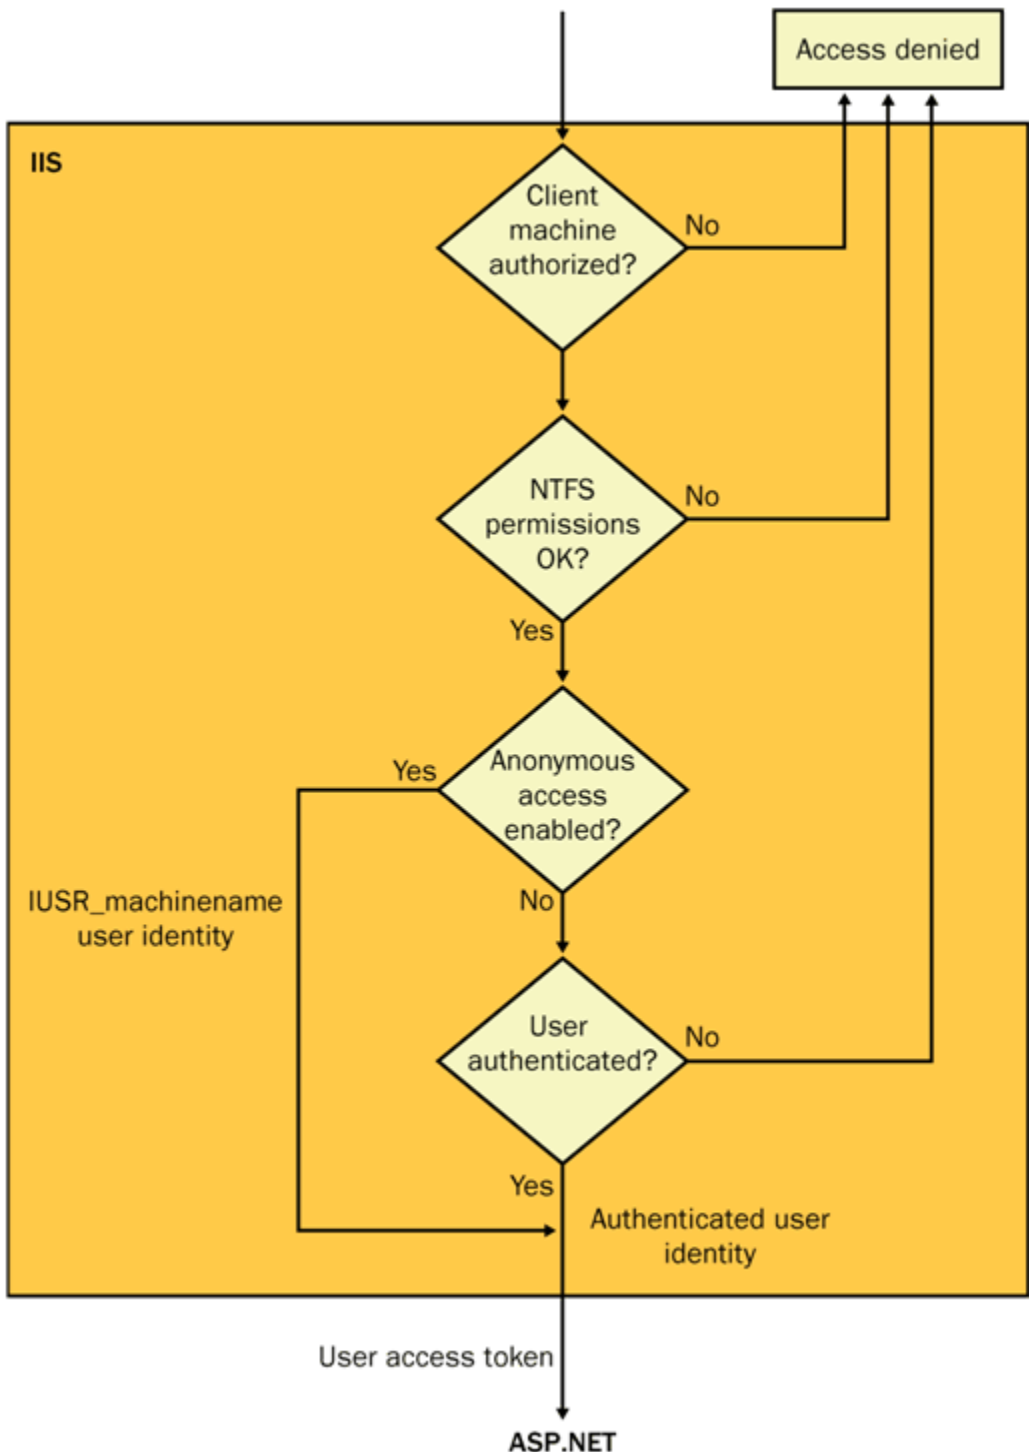 Access denied
IIS
Client
machine
authorized?
No
NTFS
permissions
OK?
No
Yes
Anonymous
access
enabled?
Yes
No
IUSR_machinename
user identity
User
authenticated?
No
Yes
Authenticated user
identity
User access token
ASP.NET